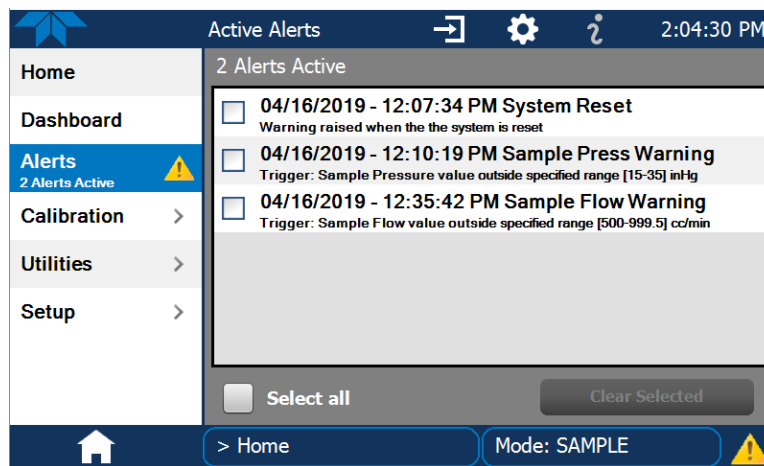 Active Alerts
2:04:30 PM
Home
Dashboard
Alerts
2 Alerts Active
Calibration
Utilities
Setup
2 Alerts Active
04/16/2019 - 12:07:34 PM System Reset
Warning raised when the the system is reset
04/16/2019 - 12:10:19 PM Sample Press Warning
Trigger: Sample Pressure value outside specified range [15-35] inHg
04/16/2019 - 12:35:42 PM Sample Flow Warning
Trigger: Sample Flow value outside specified range [500-999.5] cc/min
Select all
Clear Selected
> Home
Mode: SAMPLE